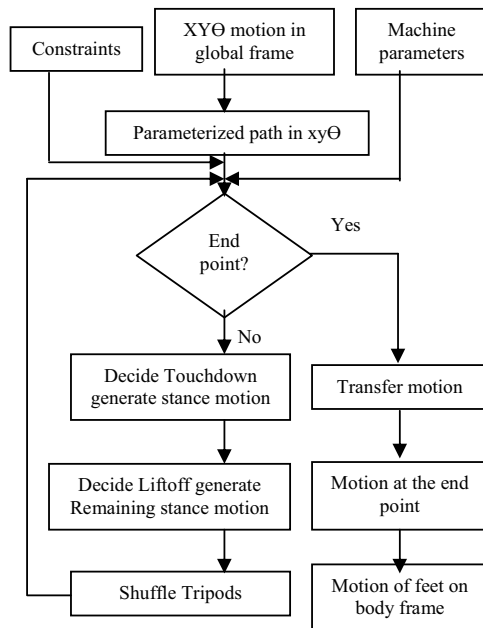 Constraints
XYΘ motion in
global frame
Machine
parameters
Parameterized path in xyΘ
End
point?
Yes
No
Decide Touchdown
generate stance motion
Transfer motion
Decide Liftoff generate
Remaining stance motion
Motion at the end
point
Shuffle Tripods
Motion of feet on
body frame